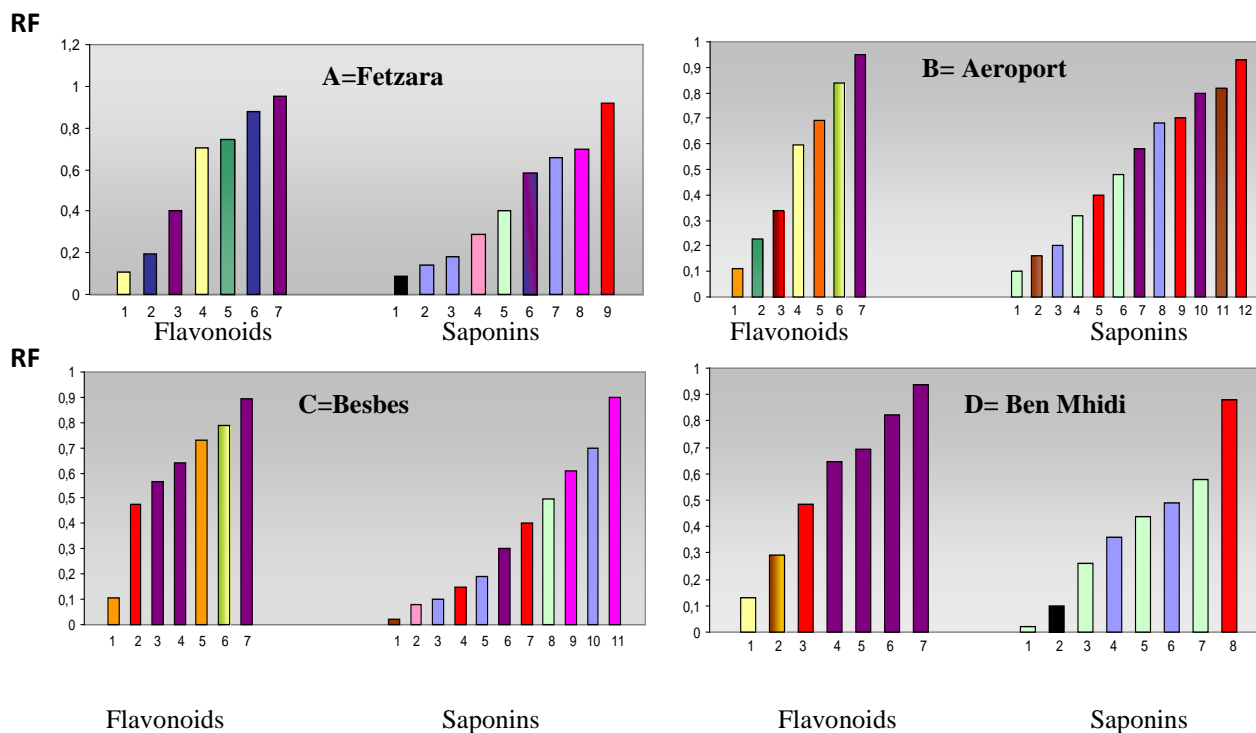 RF
A=Fetzara
1,2
1
0,8
0,6
0,4
0,2
0
1 2 3 4 5 6 7
1 2 3 4 5 6 7 8 9
Flavonoids
Saponins
B= Aeroport
1
0,9
0,8
0,7
0,6
0,5
0,4
0,3
0,2
0,1
0
1 2 3 4 5 6 7
1 2 3 4 5 6 7 8 9 10 11 12
Flavonoids
Saponins
RF
C=Besbes
1
0,9
0,8
0,7
0,6
0,5
0,4
0,3
0,2
0,1
0
1 2 3 4 5 6 7
1 2 3 4 5 6 7 8 9 10 11
Flavonoids
Saponins
D= Ben Mhidi
1
0,9
0,8
0,7
0,6
0,5
0,4
0,3
0,2
0,1
0
1 2 3 4 5 6 7
1 2 3 4 5 6 7 8
Flavonoids
Saponins